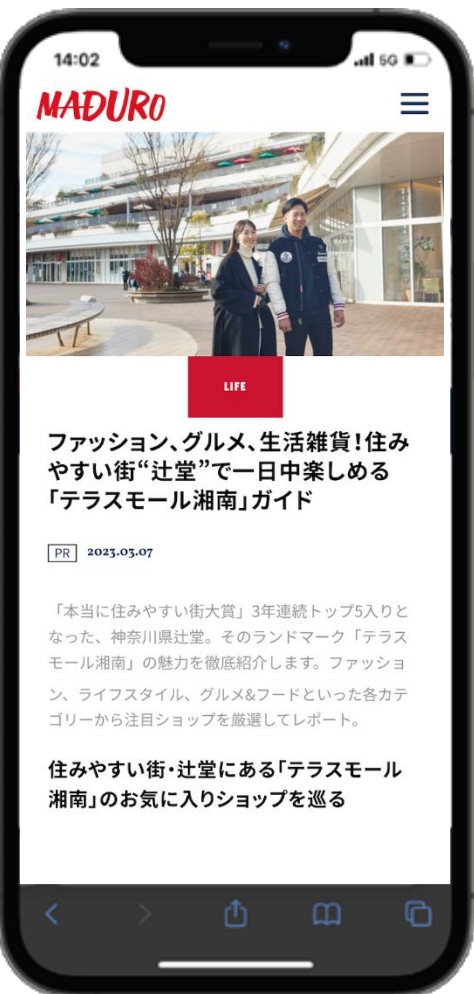 14:02
5G
MADURO
LIFE
ファッション、グルメ、生活雑貨！住み
やすい街“辻堂”で一日中楽しめる
「テラスモール湘南」ガイド
PR 2023.03.07
「本当に住みやすい街大賞」3年連続トップ5入りと
なった、神奈川県辻堂。そのランドマーク「テラス
モール湘南」の魅力を徹底紹介します。ファッショ
ン、ライフスタイル、グルメ&フードといった各カテ
ゴリーから注目ショップを厳選してレポート。
住みやすい街・辻堂にある「テラスモール
湘南」のお気に入りショップを巡る